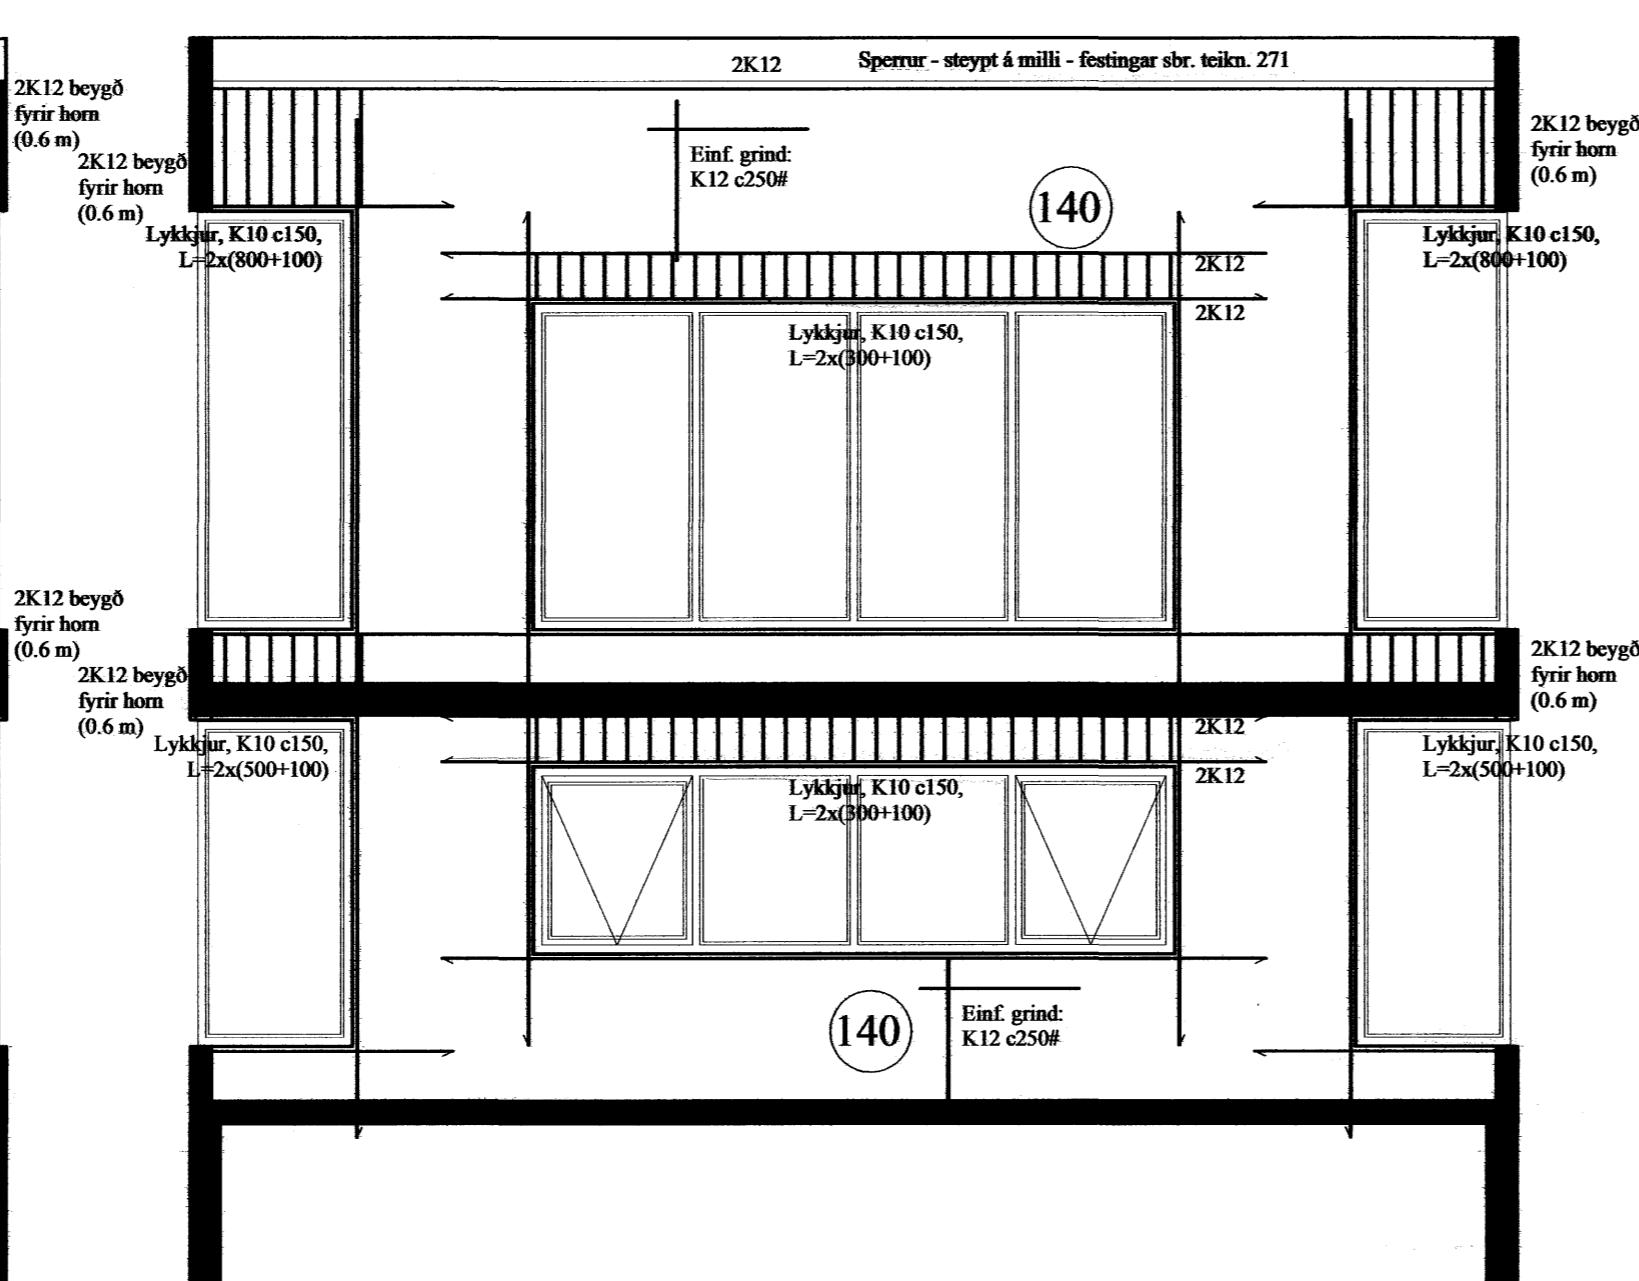 2K12
Sperrur - steypt á milli - festingar sbr. teikn. 271
2K12 beygð
fyrir horn
(0.6 m)
2K12 beygð
fyrir horn
(0.6 m)
2K12 beygð
fyrir horn
(0.6 m)
Einf. grind:
K12 c250#
140
Lykkjur, K10 c150,
L=2x(800+100)
Lykkjur, K10 c150,
L=2x(800+100)
2K12
2K12
Lykkjur, K10 c150,
L=2x(300+100)
2K12 beygð
fyrir horn
(0.6 m)
2K12 beygð
fyrir horn
(0.6 m)
2K12 beygð
fyrir horn
(0.6 m)
Lykkjur, K10 c150,
L=2x(500+100)
2K12
2K12
Lykkjur, K10 c150,
L=2x(500+100)
Lykkjur, K10 c150,
L=2x(300+100)
140
Einf. grind:
K12 c250#